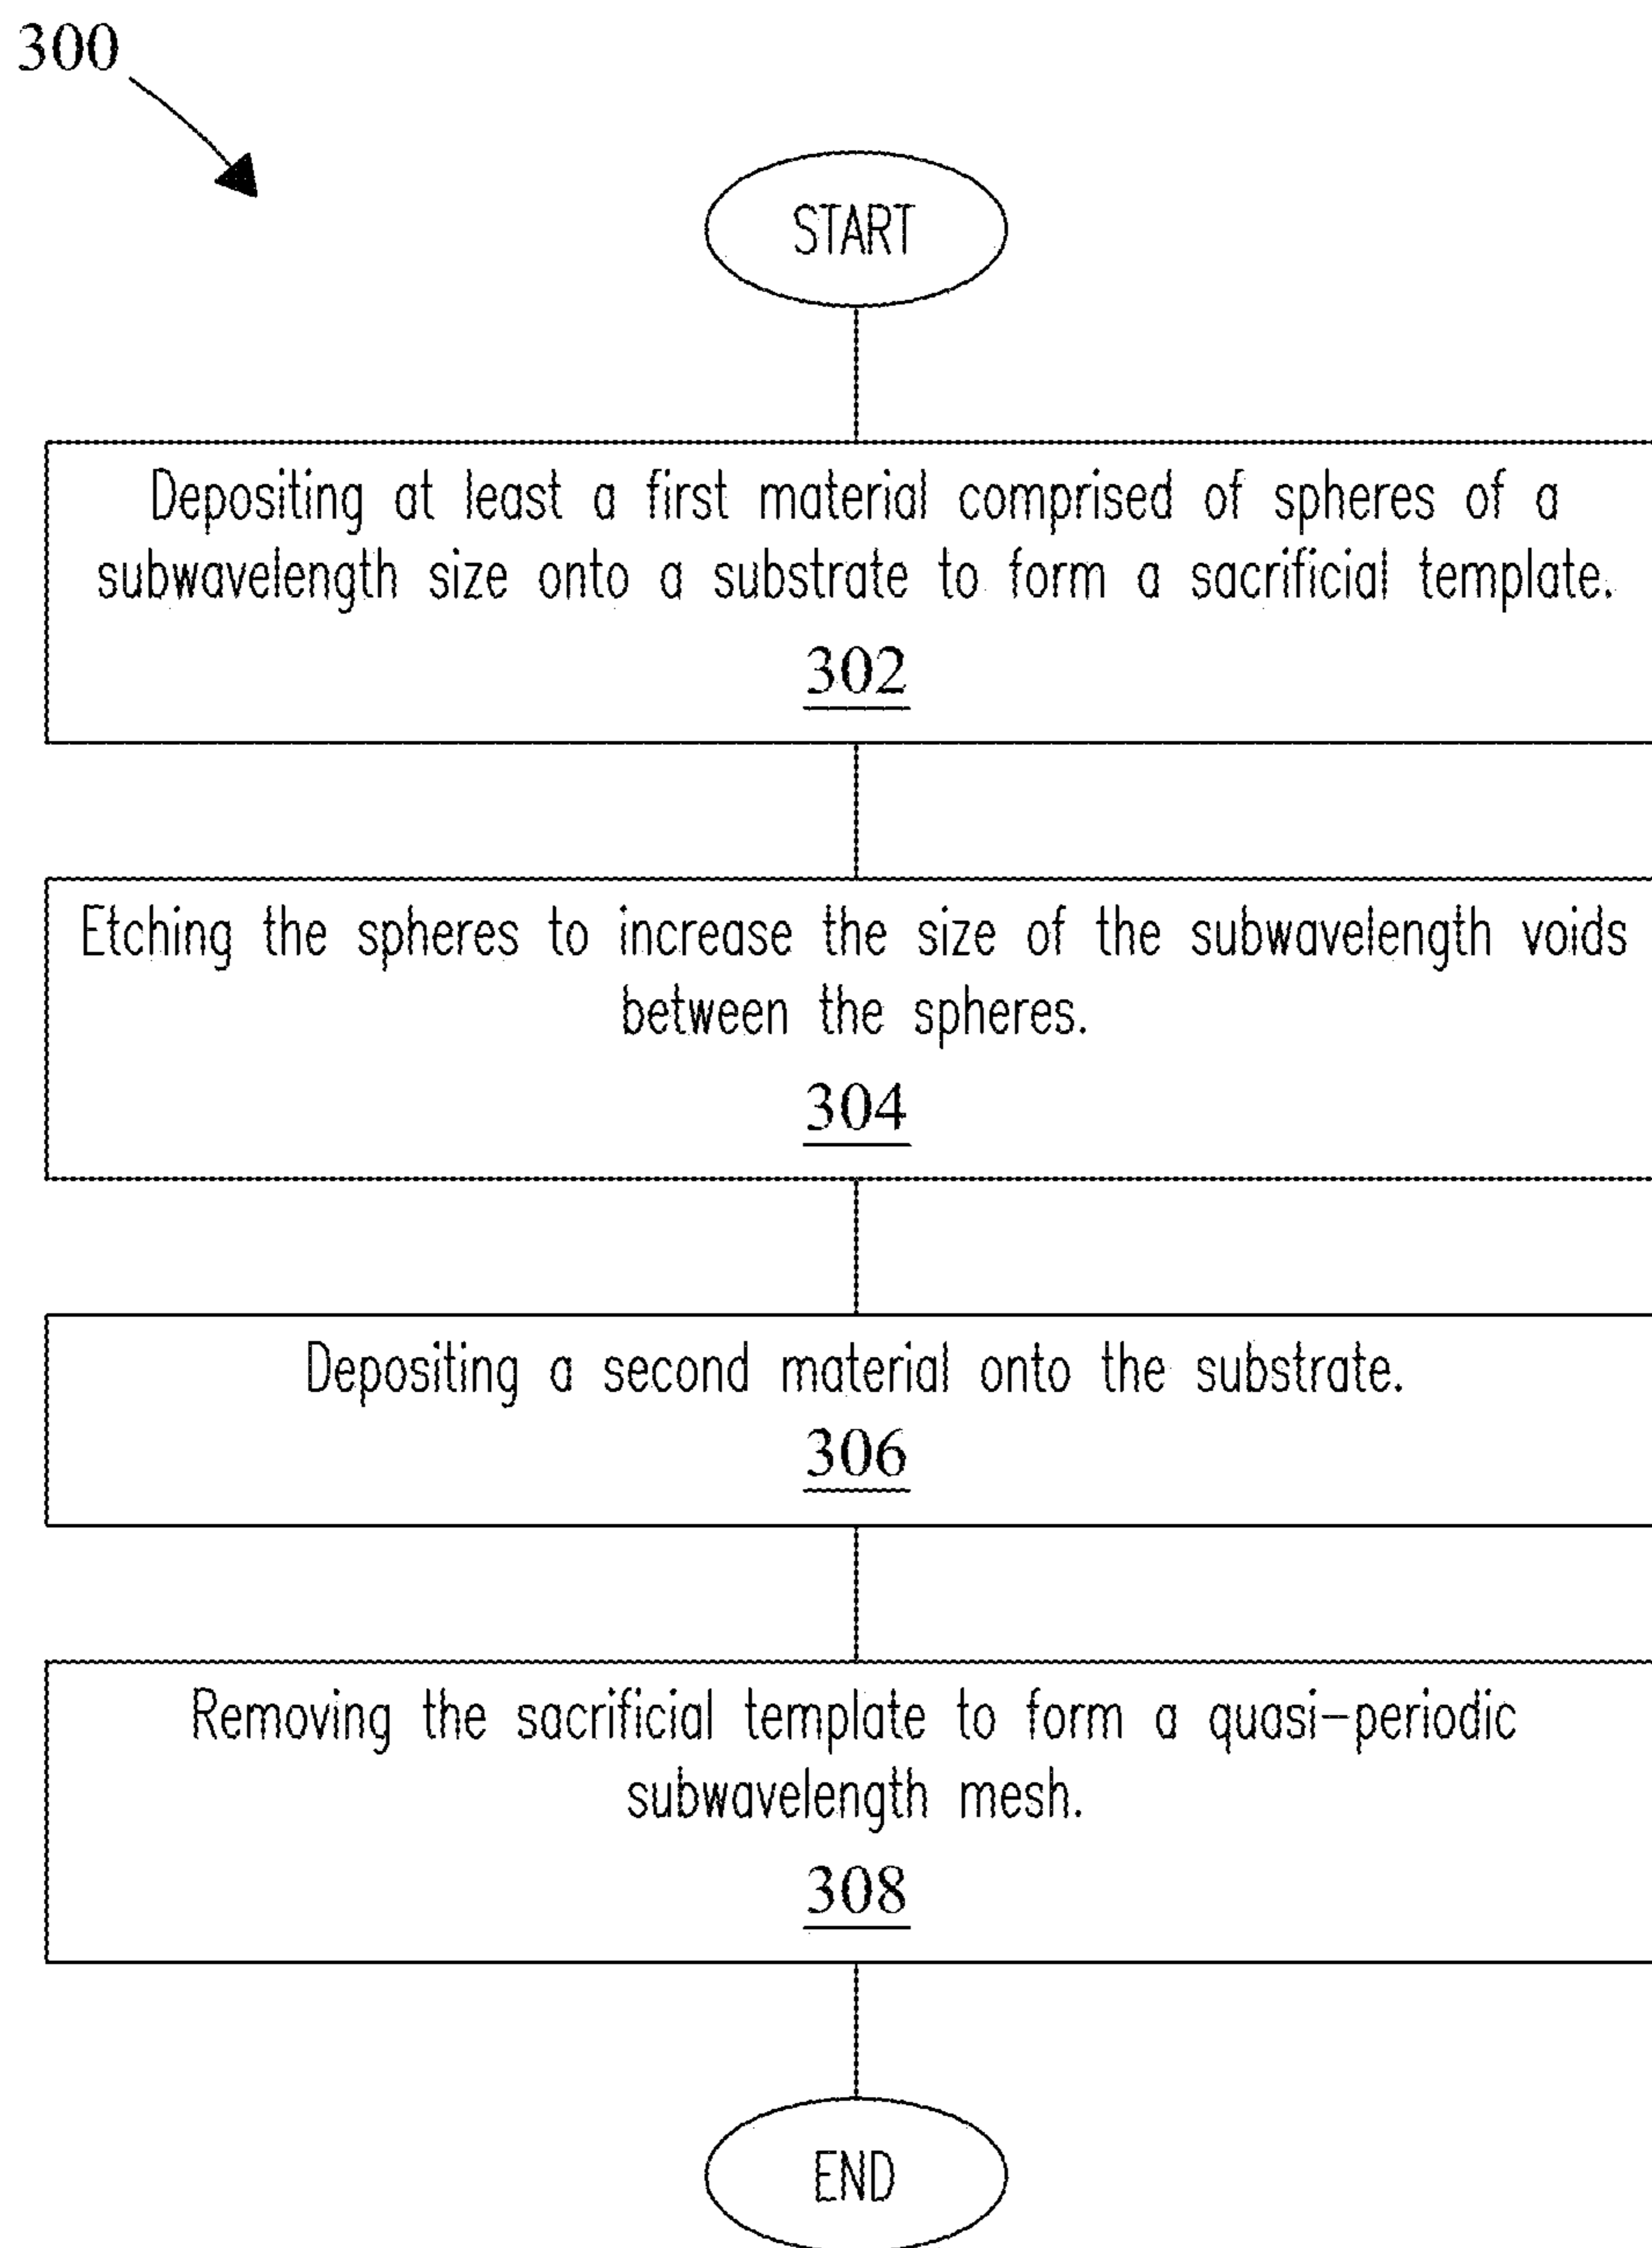 300
START
Depositing at least a first material comprised of spheres of a
subwavelength size onto a substrate to form a sacrificial template.
302
Etching the spheres to increase the size of the subwavelength voids
between the spheres.
304
Depositing a second material onto the substrate.
306
Removing the sacrificial template to form a quasi-periodic
subwavelength mesh.
308
END